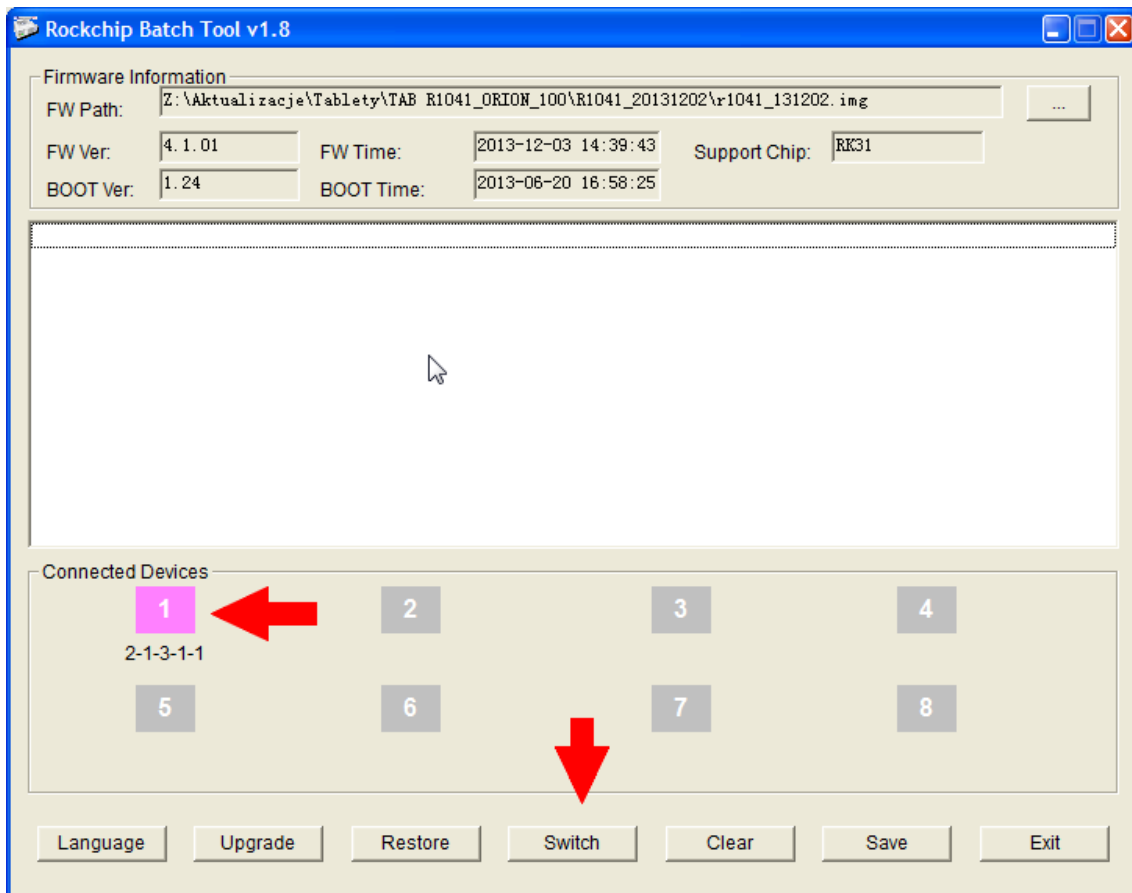 Rockchip Batch Tool v1.8
Firmware Information
FW Path: Z:\Aktualizacje\Tablety\TAB R1041_ORION_100\R1041_20131202\r1041_131202.img ...
FW Ver: 4.1.01 FW Time: 2013-12-03 14:39:43 Support Chip: RK31
BOOT Ver: 1.24 BOOT Time: 2013-06-20 16:58:25
Connected Devices
1 2 3 4
2-1-3-1-1
5 6 7 8
Language Upgrade Restore Switch Clear Save Exit